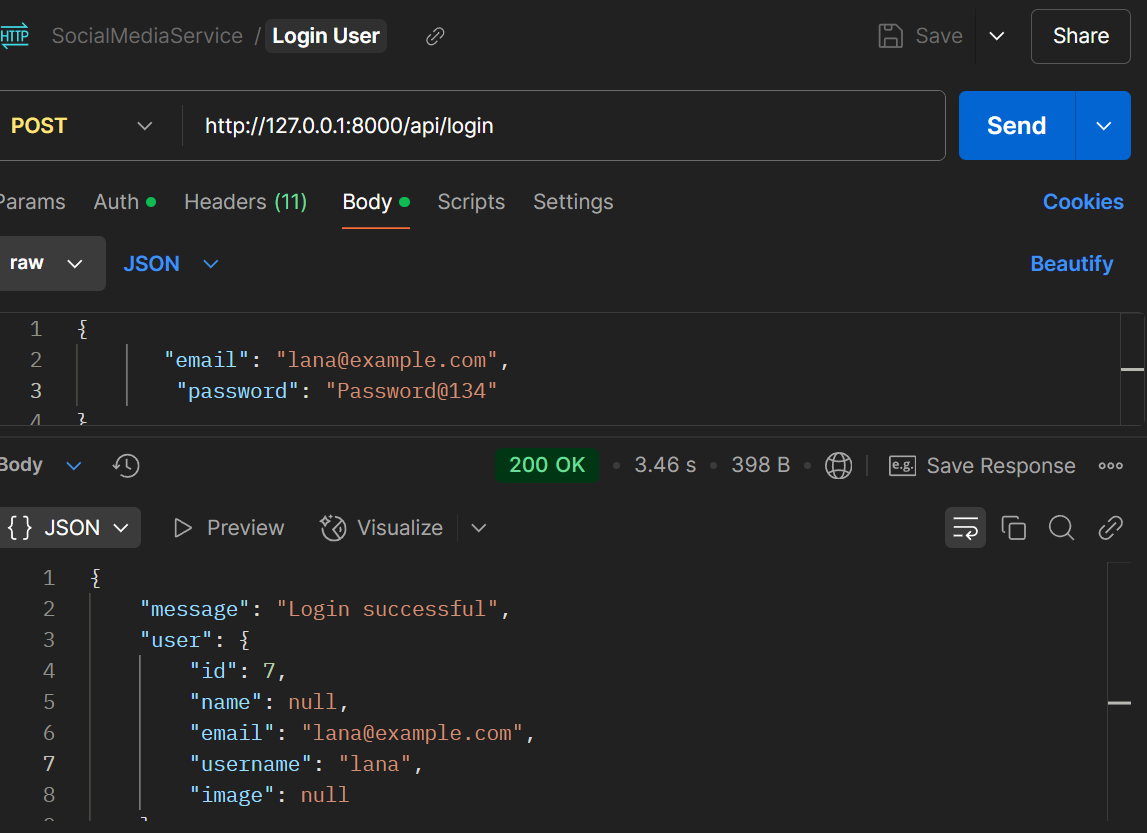 HTTP SocialMediaService / Login User Save Share
POST http://127.0.0.1:8000/api/login Send
Params Auth Headers (11) Body Scripts Settings Cookies
raw JSON Beautify
1 {
2 "email": "lana@example.com",
3 "password": "Password@134"
4 }
Body 200 OK 3.46 s 398 B e.g. Save Response
{} JSON Preview Visualize
1 {
2 "message": "Login successful",
3 "user": {
4 "id": 7,
5 "name": null,
6 "email": "lana@example.com",
7 "username": "lana",
8 "image": null